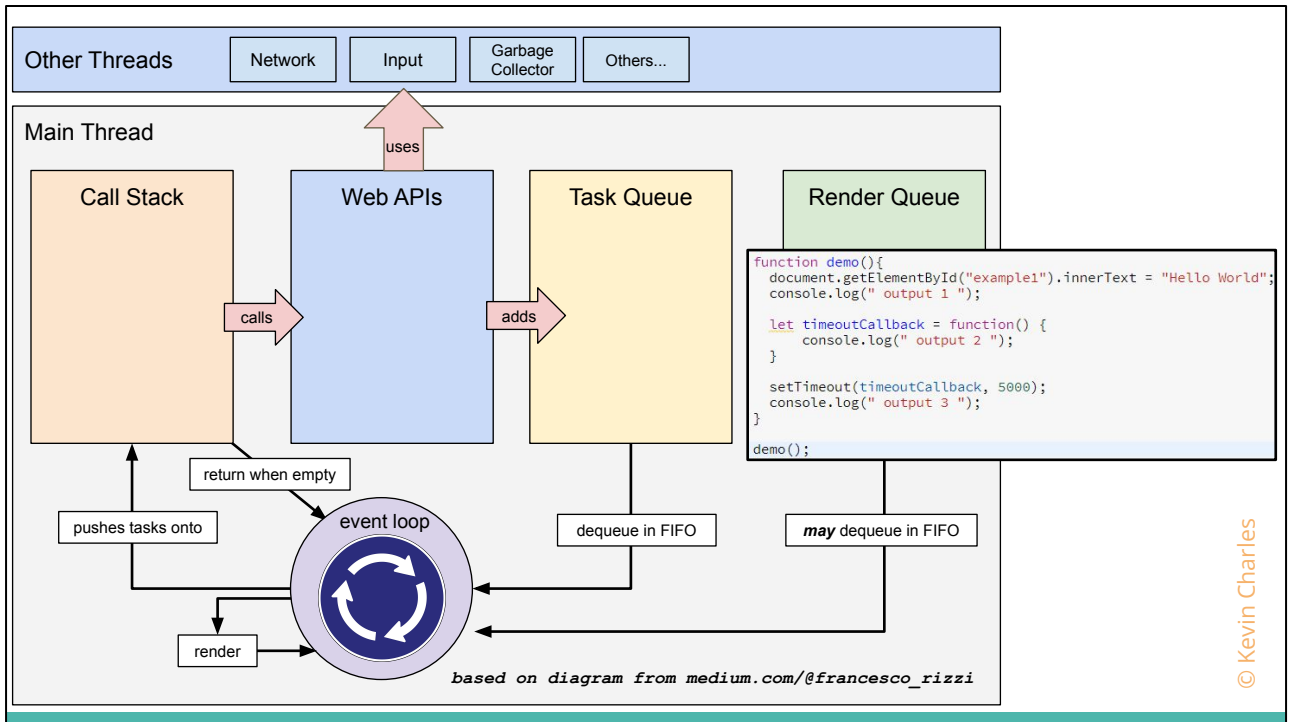 Other Threads
Network
Input
Garbage
Collector
Others...
Main Thread
uses
Call Stack
Web APIs
Task Queue
Render Queue
calls
adds
function demo(){
  document.getElementById("example1").innerText = "Hello World";
  console.log(" output 1 ");
  let timeoutCallback = function() {
      console.log(" output 2 ");
  }
  setTimeout(timeoutCallback, 5000);
  console.log(" output 3 ");
}
demo();
return when empty
pushes tasks onto
event loop
dequeue in FIFO
may dequeue in FIFO
render
based on diagram from medium.com/@francesco_rizzi
© Kevin Charles